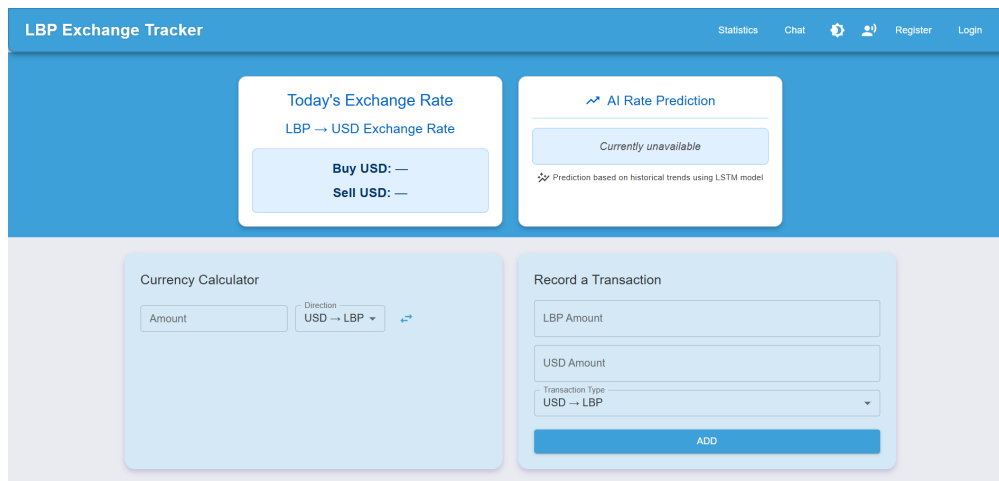 LBP Exchange Tracker
Statistics
Chat
Register
Login
Today's Exchange Rate
LBP → USD Exchange Rate
Buy USD: —
Sell USD: —
AI Rate Prediction
Currently unavailable
Prediction based on historical trends using LSTM model
Currency Calculator
Amount
Direction
USD → LBP
Record a Transaction
LBP Amount
USD Amount
Transaction Type
USD → LBP
ADD